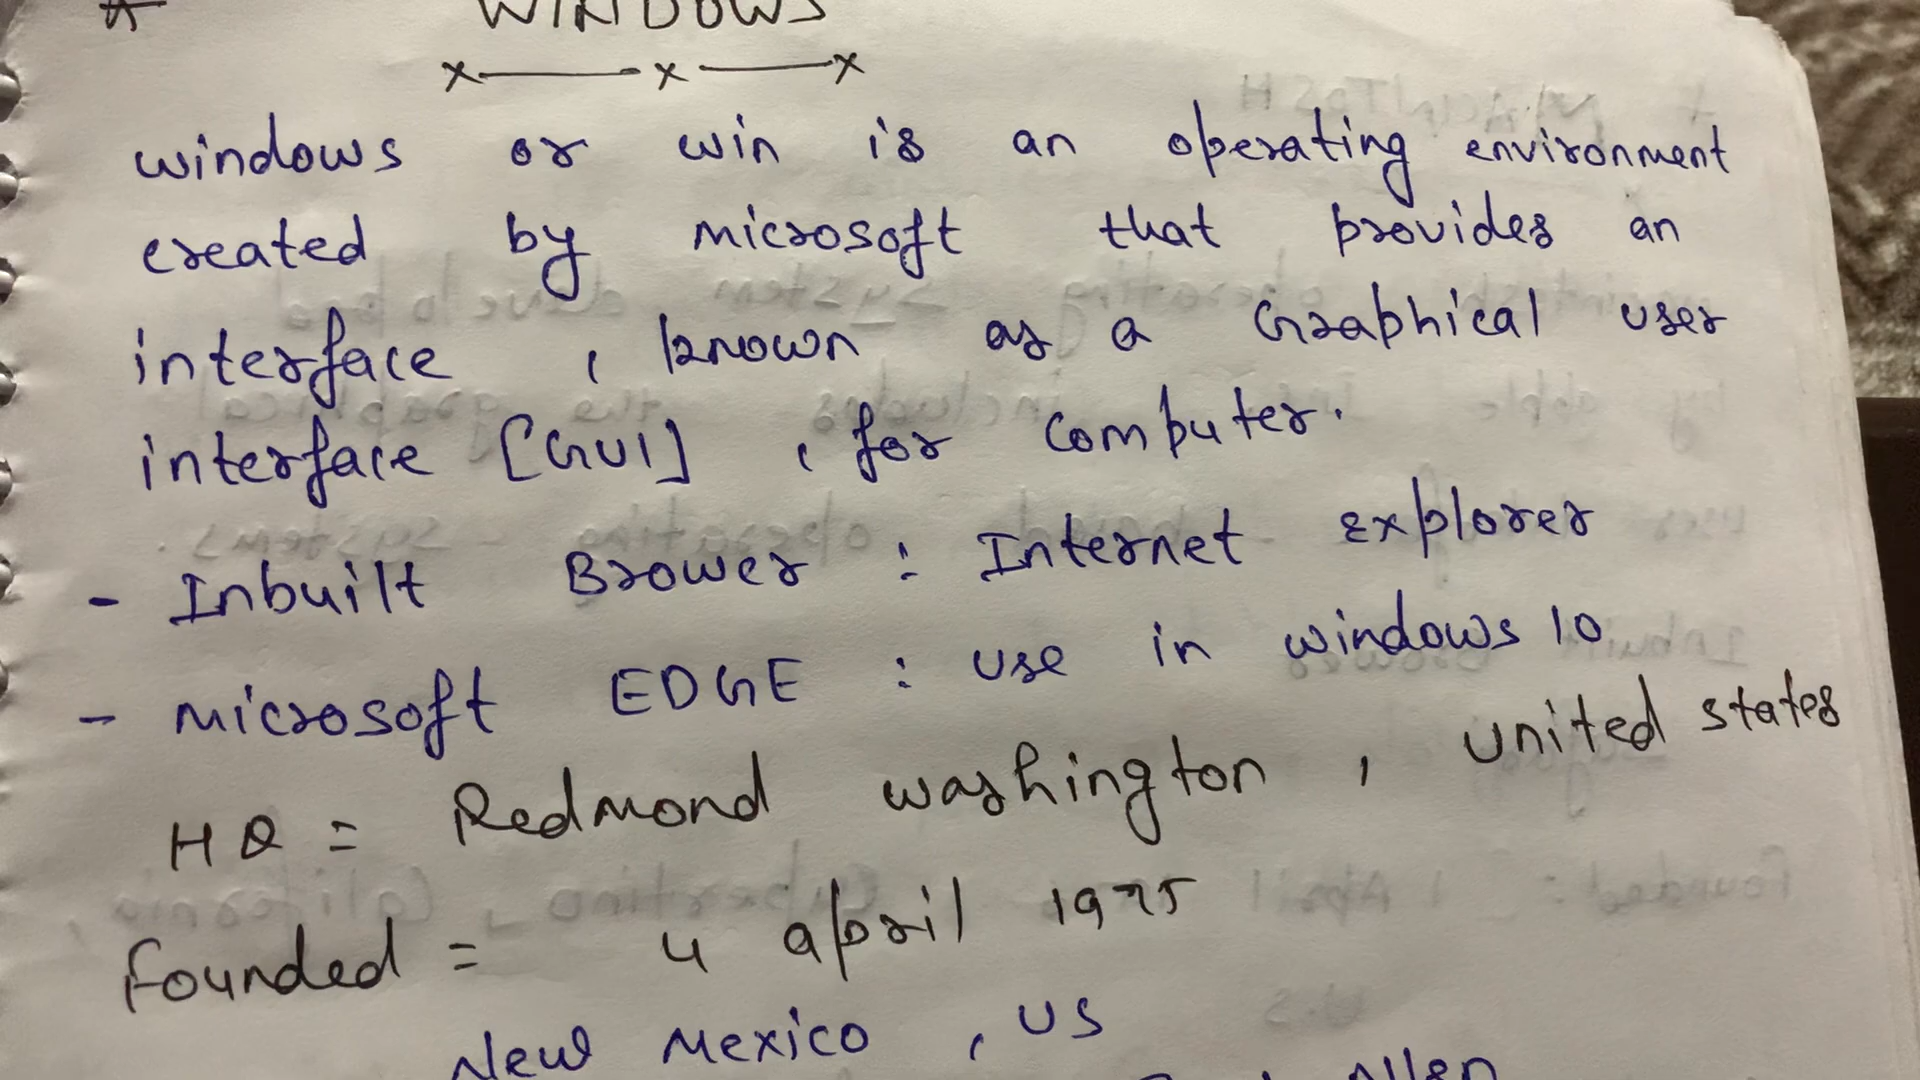 WINDOWS
x——x——x
windows or win is an operating environment
created by microsoft that provides an
interface , known as a Graphical user
interface [GUI] , for computer.
- Inbuilt Brower : Internet explorer
- microsoft EDGE : use in windows 10
HQ = Redmond washington , united states
founded = 4 april 1975
New Mexico , US
Allen